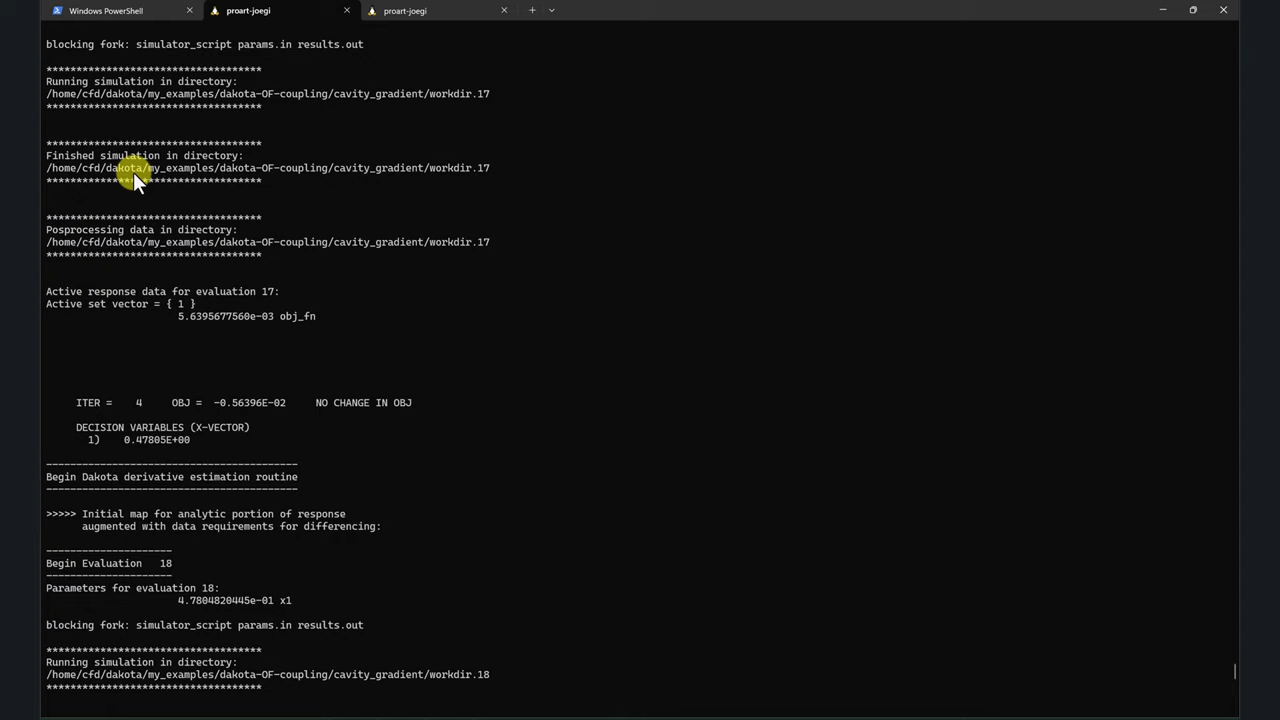 Windows PowerShell
proart-joegi
proart-joegi
blocking fork: simulator_script params.in results.out
************************************
Running simulation in directory:
/home/cfd/dakota/my_examples/dakota-OF-coupling/cavity_gradient/workdir.17
************************************
************************************
Finished simulation in directory:
/home/cfd/dakota/my_examples/dakota-OF-coupling/cavity_gradient/workdir.17
************************************
************************************
Posprocessing data in directory:
/home/cfd/dakota/my_examples/dakota-OF-coupling/cavity_gradient/workdir.17
************************************
Active response data for evaluation 17:
Active set vector = { 1 }
5.6395677560e-03 obj_fn
ITER =    4     OBJ =  -0.56396E-02     NO CHANGE IN OBJ
DECISION VARIABLES (X-VECTOR)
1)    0.47805E+00
------------------------------------------
Begin Dakota derivative estimation routine
------------------------------------------
>>>>> Initial map for analytic portion of response
augmented with data requirements for differencing:
---------------------
Begin Evaluation   18
---------------------
Parameters for evaluation 18:
4.7804820445e-01 x1
blocking fork: simulator_script params.in results.out
************************************
Running simulation in directory:
/home/cfd/dakota/my_examples/dakota-OF-coupling/cavity_gradient/workdir.18
************************************